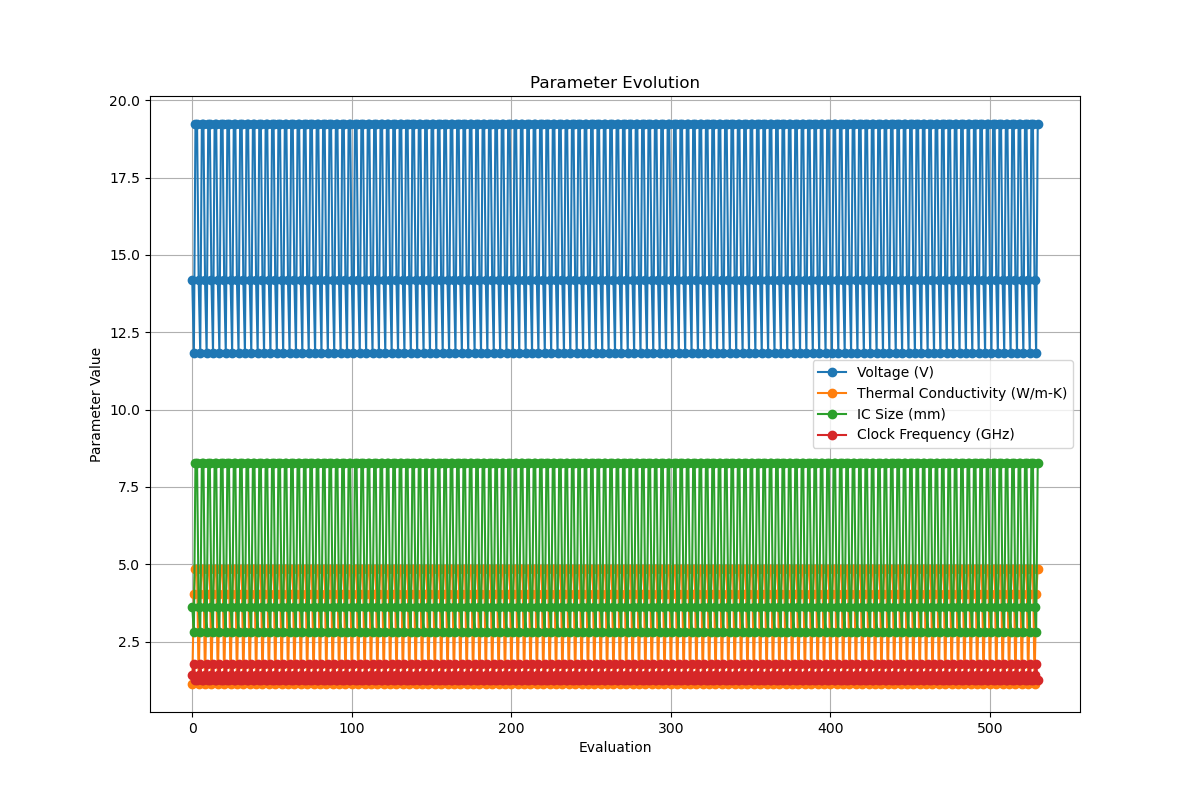 Parameter Evolution
20.0
17.5
15.0
12.5
10.0
7.5
5.0
2.5
Parameter Value
Voltage (V)
Thermal Conductivity (W/m-K)
IC Size (mm)
Clock Frequency (GHz)
0 100 200 300 400 500
Evaluation